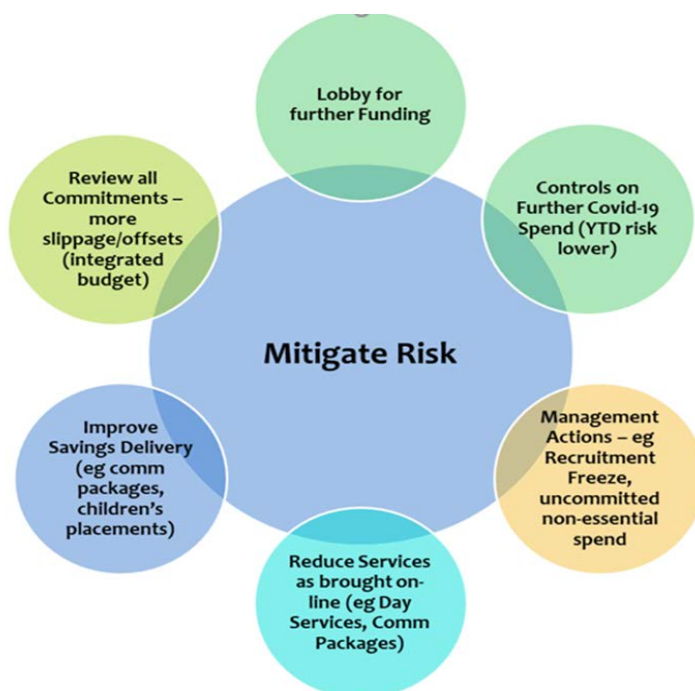 Lobby for
further Funding
Controls on
Further Covid-19
Spend (YTD risk
lower)
Management
Actions – eg
Recruitment
Freeze,
uncommitted
non-essential
spend
Reduce Services
as brought on-
line (eg Day
Services, Comm
Packages)
Improve
Savings Delivery
(eg comm
packages,
children's
placements)
Review all
Commitments –
more
slippage/offsets
(integrated
budget)
Mitigate Risk